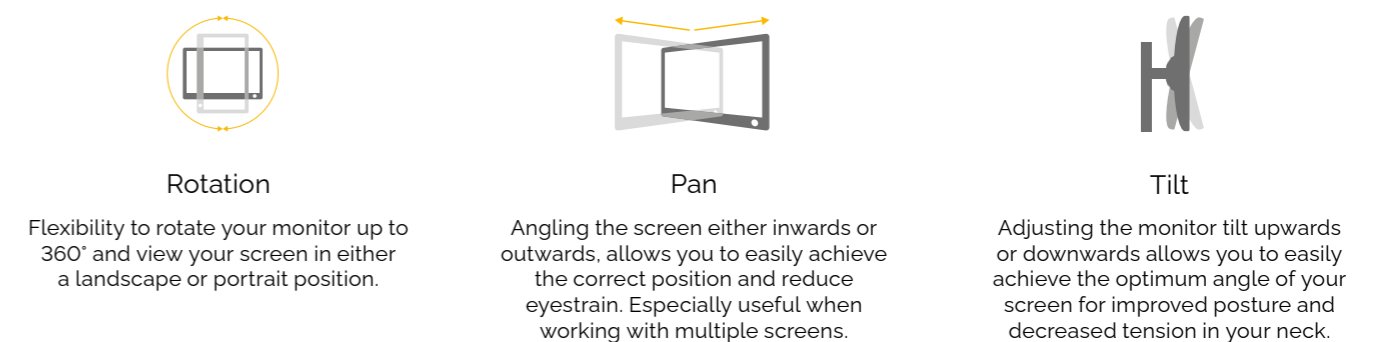 Rotation
Flexibility to rotate your monitor up to
360° and view your screen in either
a landscape or portrait position.
Pan
Angling the screen either inwards or
outwards, allows you to easily achieve
the correct position and reduce
eyestrain. Especially useful when
working with multiple screens.
Tilt
Adjusting the monitor tilt upwards
or downwards allows you to easily
achieve the optimum angle of your
screen for improved posture and
decreased tension in your neck.